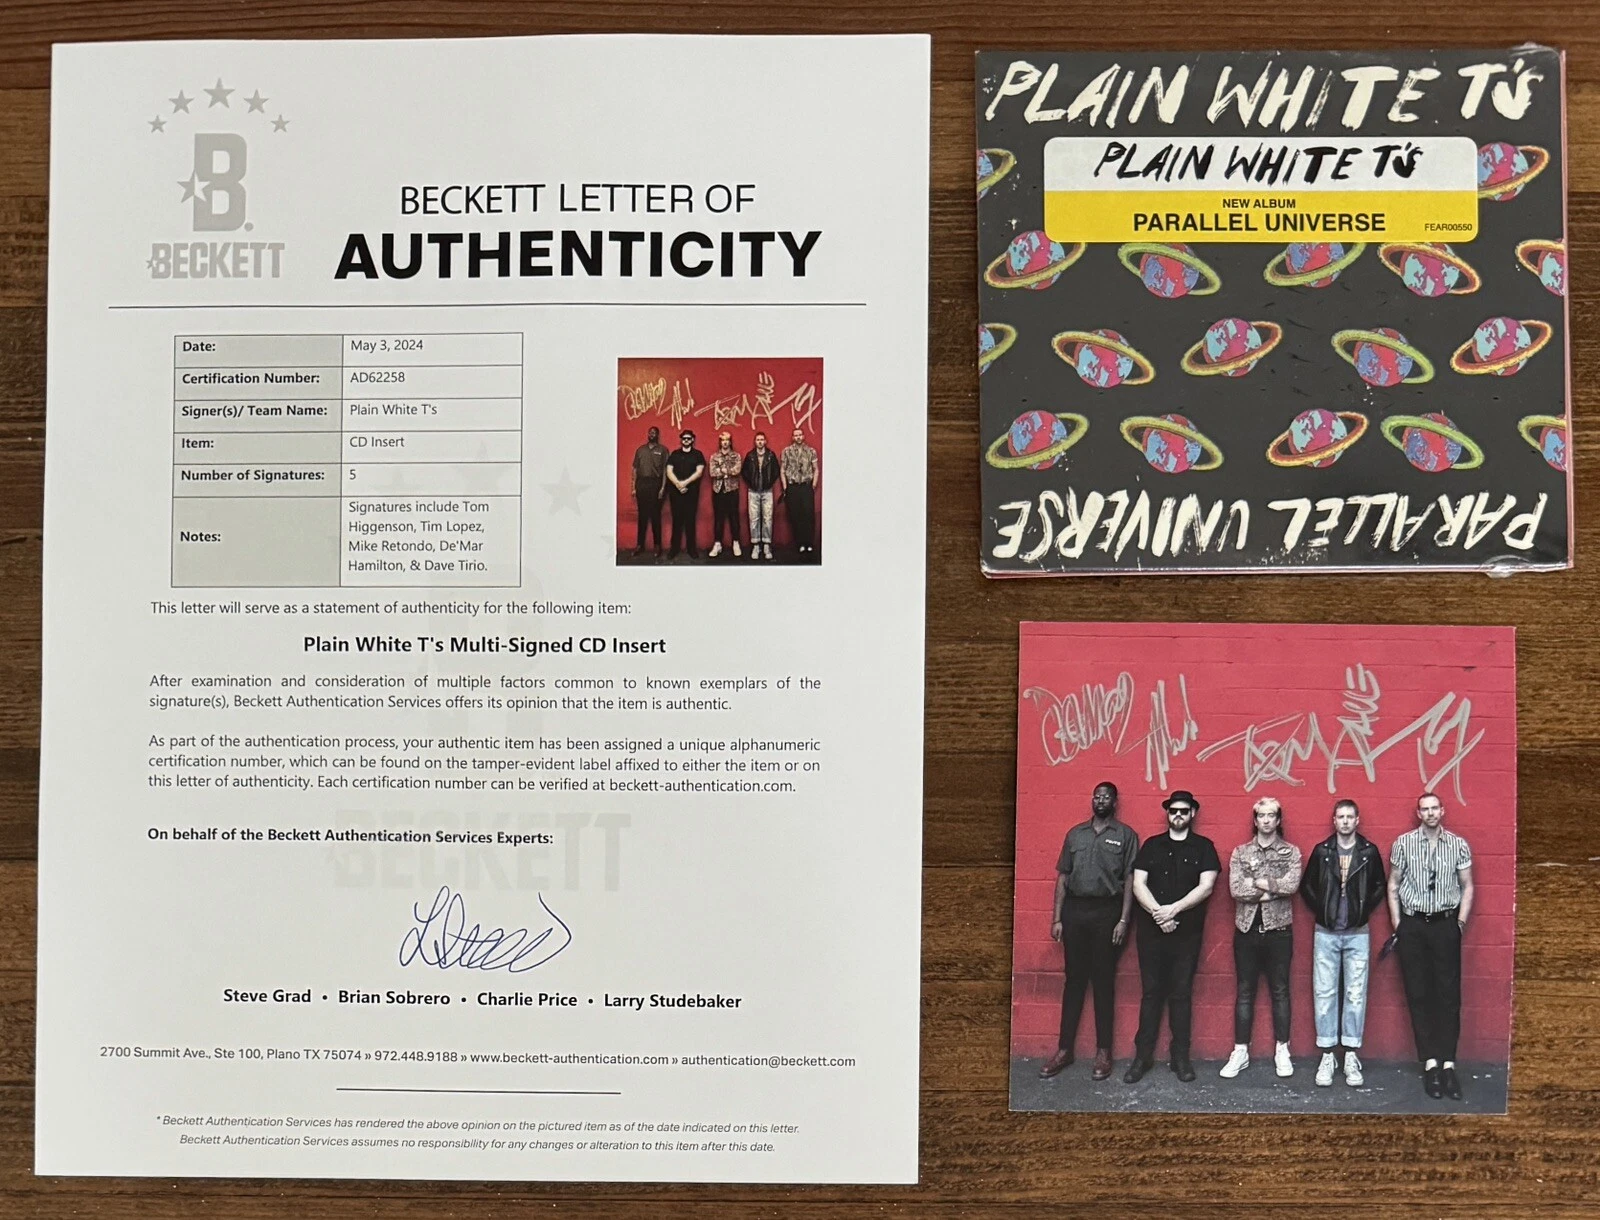 B.
BECKETT
BECKETT LETTER OF
AUTHENTICITY
Date: May 3, 2024
Certification Number: AD62258
Signer(s)/ Team Name: Plain White T's
Item: CD Insert
Number of Signatures: 5
Notes: Signatures include Tom
Higgenson, Tim Lopez,
Mike Retondo, De'Mar
Hamilton, & Dave Tirio.
This letter will serve as a statement of authenticity for the following item:
Plain White T's Multi-Signed CD Insert
After examination and consideration of multiple factors common to known exemplars of the
signature(s), Beckett Authentication Services offers its opinion that the item is authentic.
As part of the authentication process, your authentic item has been assigned a unique alphanumeric
certification number, which can be found on the tamper-evident label affixed to either the item or on
this letter of authenticity. Each certification number can be verified at beckett-authentication.com.
On behalf of the Beckett Authentication Services Experts:
BECKETT
Steve Grad • Brian Sobrero • Charlie Price • Larry Studebaker
2700 Summit Ave., Ste 100, Plano TX 75074 » 972.448.9188 » www.beckett-authentication.com » authentication@beckett.com
* Beckett Authentication Services has rendered the above opinion on the pictured item as of the date indicated on this letter.
Beckett Authentication Services assumes no responsibility for any changes or alteration to this item after this date.
PLAIN WHITE T'S
PLAIN WHITE T'S
NEW ALBUM
PARALLEL UNIVERSE
FEAR00550
PARALLEL UNIVERSE
TOM